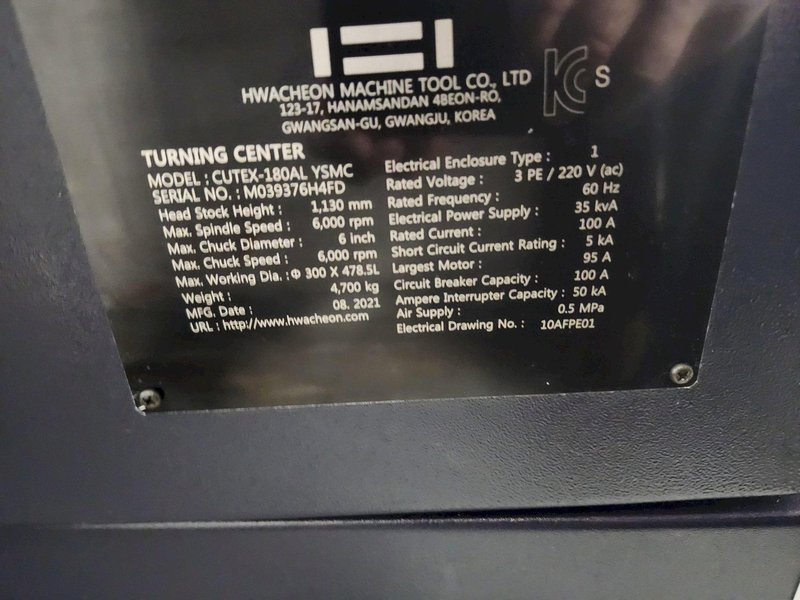 HWACHEON MACHINE TOOL CO., LTD
123-17, HANAMSANDAN 4BEON-RO,
GWANGSAN-GU, GWANGJU, KOREA
KC S
TURNING CENTER
MODEL : CUTEX-180AL YSMC
SERIAL NO. : M039376H4FD
Head Stock Height : 1,130 mm
Max. Spindle Speed : 6,000 rpm
Max. Chuck Diameter : 6 inch
Max. Chuck Speed : 6,000 rpm
Max. Working Dia. : Φ 300 X 478.5L
Weight : 4,700 kg
MFG. Date : 08. 2021
URL : http://www.hwacheon.com
Electrical Enclosure Type : 1
Rated Voltage : 3 PE / 220 V (ac)
Rated Frequency : 60 Hz
Electrical Power Supply : 35 kvA
Rated Current : 100 A
Short Circuit Current Rating : 5 kA
Largest Motor : 95 A
Circuit Breaker Capacity : 100 A
Ampere Interrupter Capacity : 50 kA
Air Supply : 0.5 MPa
Electrical Drawing No. : 10AFPE01